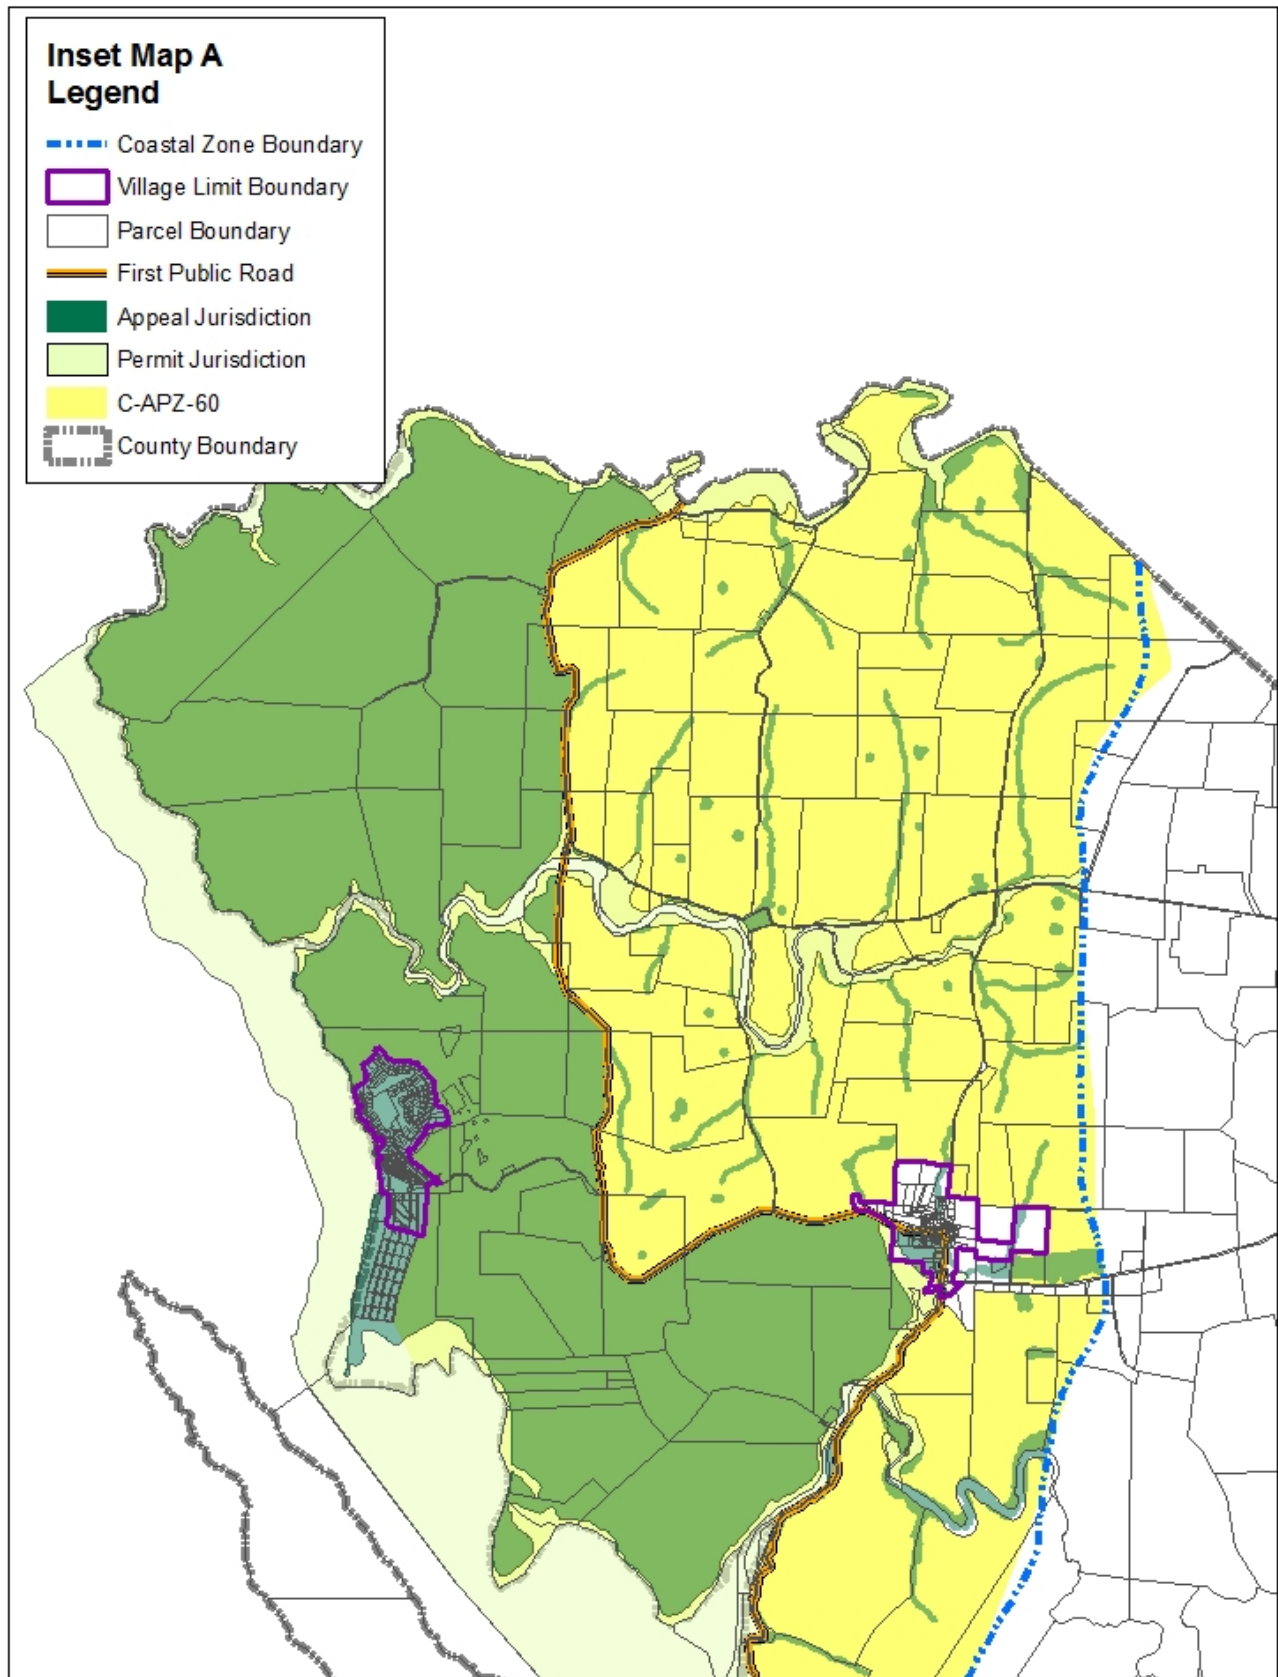 Inset Map A
Legend
Coastal Zone Boundary
Village Limit Boundary
Parcel Boundary
First Public Road
Appeal Jurisdiction
Permit Jurisdiction
C-APZ-60
County Boundary